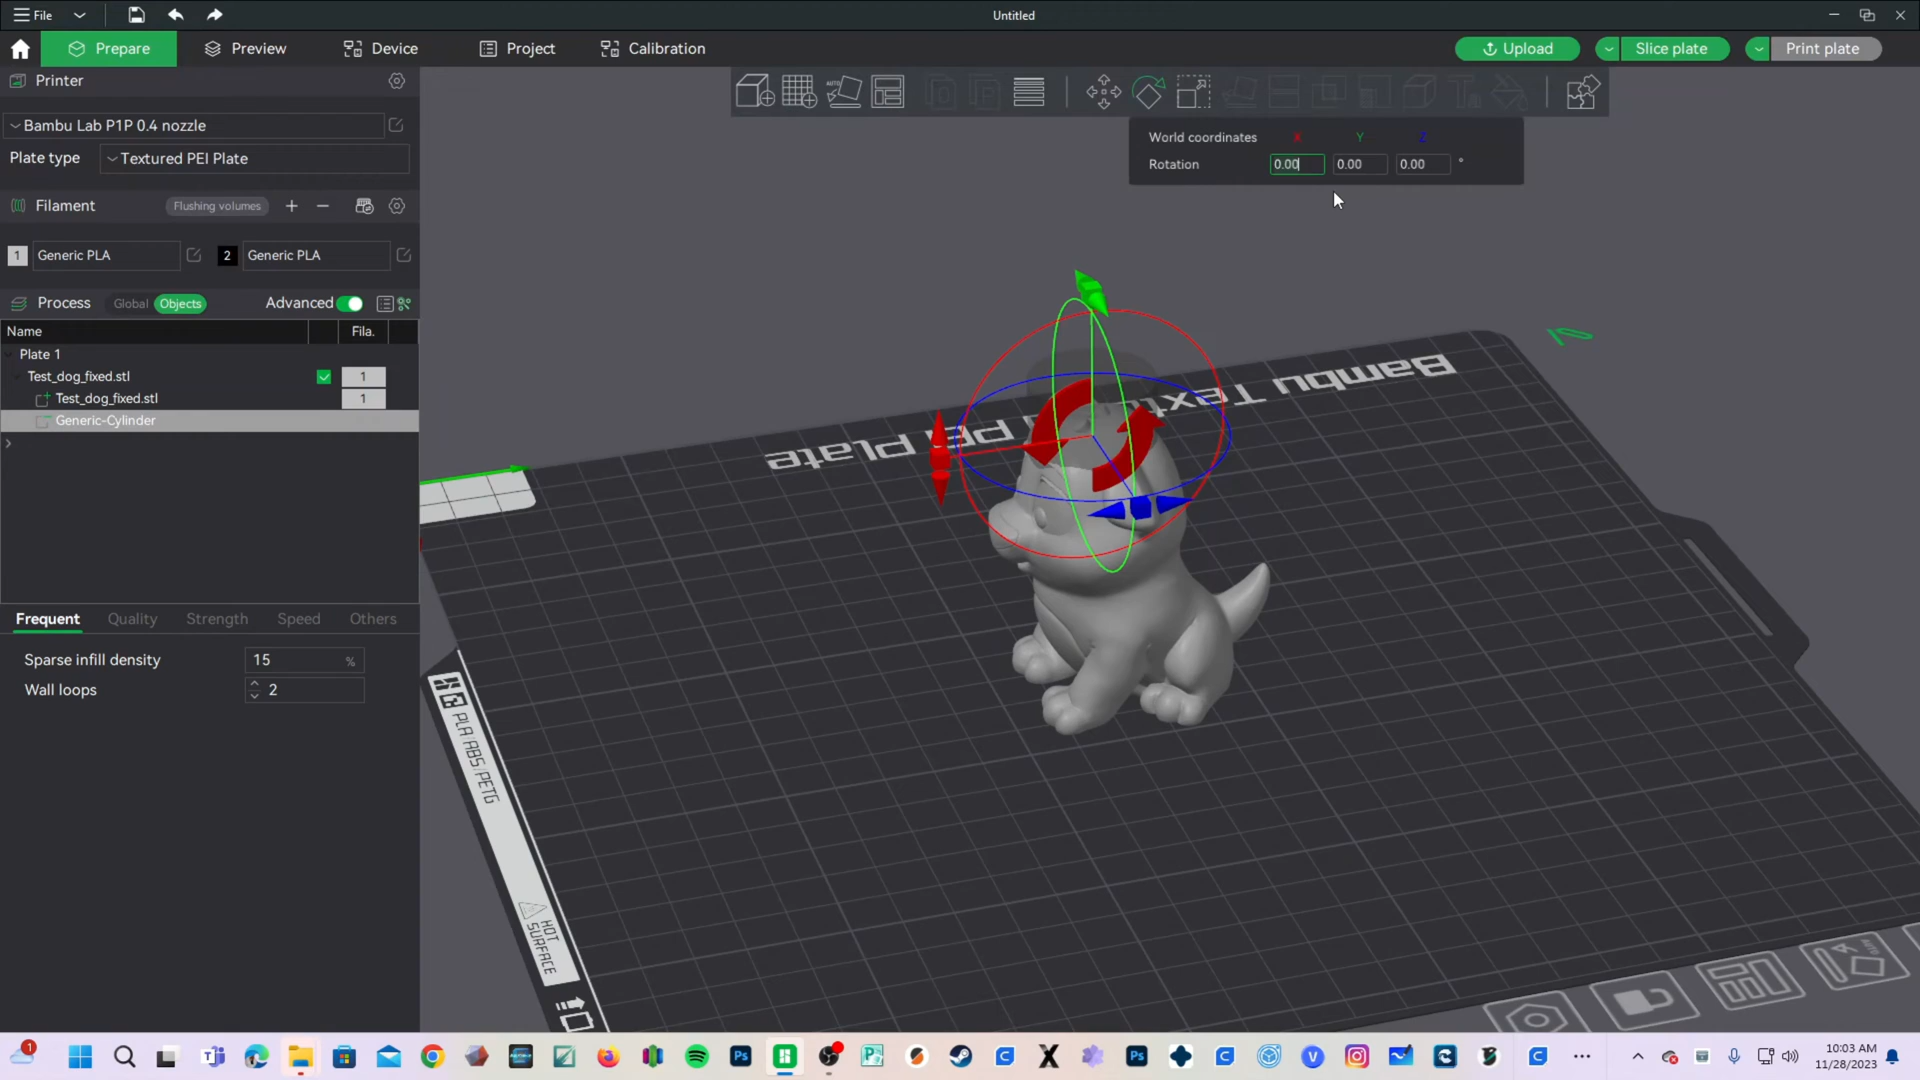 File
Untitled
Prepare Preview Device Project Calibration Upload Slice plate Print plate
Printer
AUTO
World coordinates X Y Z
Rotation 0.00 0.00 0.00 °
Bambu Lab P1P 0.4 nozzle
Plate type Textured PEI Plate
Filament Flushing volumes
1 Generic PLA 2 Generic PLA
Process Global Objects Advanced
Name Fila.
Plate 1
Test_dog_fixed.stl 1
Test_dog_fixed.stl 1
Generic-Cylinder
Frequent Quality Strength Speed Others
Sparse infill density 15 %
Wall loops 2
Bambu Textu PEI Plate
PLA/ABS/PETG
HOT
SURFACE
1
10:03 AM
11/28/2023